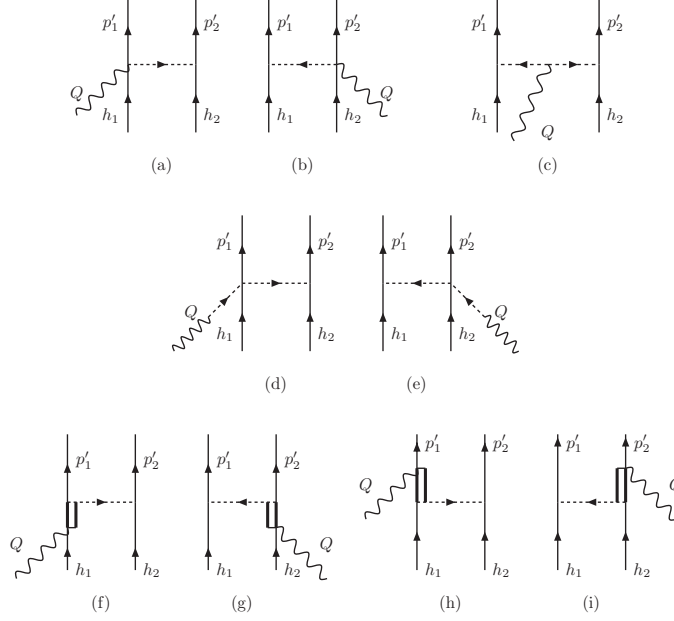 p′₁ p′₂ p′₁ p′₂ p′₁ p′₂
Q Q Q
h₁ h₂ h₁ h₂ h₁ h₂
(a) (b) (c)
p′₁ p′₂ p′₁ p′₂
Q Q
h₁ h₂ h₁ h₂
(d) (e)
p′₁ p′₂ p′₁ p′₂ p′₁ p′₂ p′₁ p′₂
Q Q Q Q
h₁ h₂ h₁ h₂ h₁ h₂ h₁ h₂
(f) (g) (h) (i)